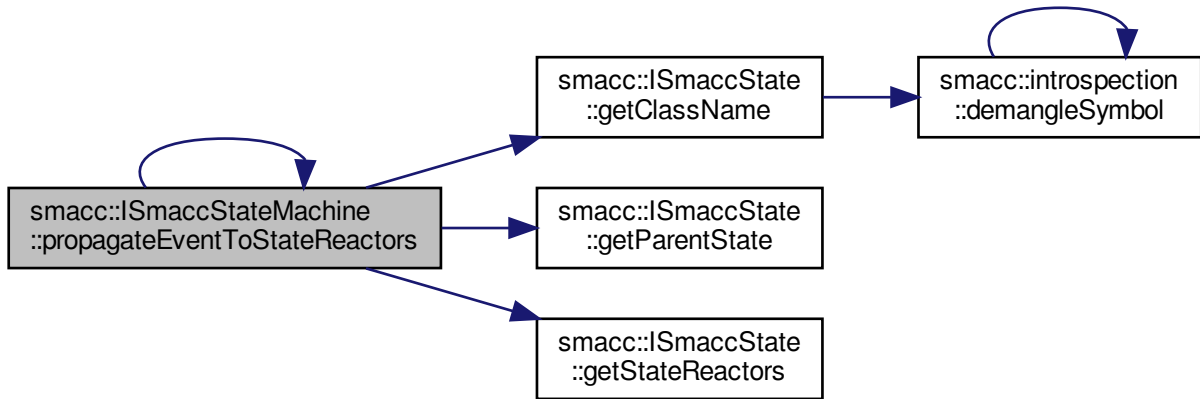 smacc::ISmaccStateMachine
::propagateEventToStateReactors
smacc::ISmaccState
::getClassName
smacc::introspection
::demangleSymbol
smacc::ISmaccState
::getParentState
smacc::ISmaccState
::getStateReactors